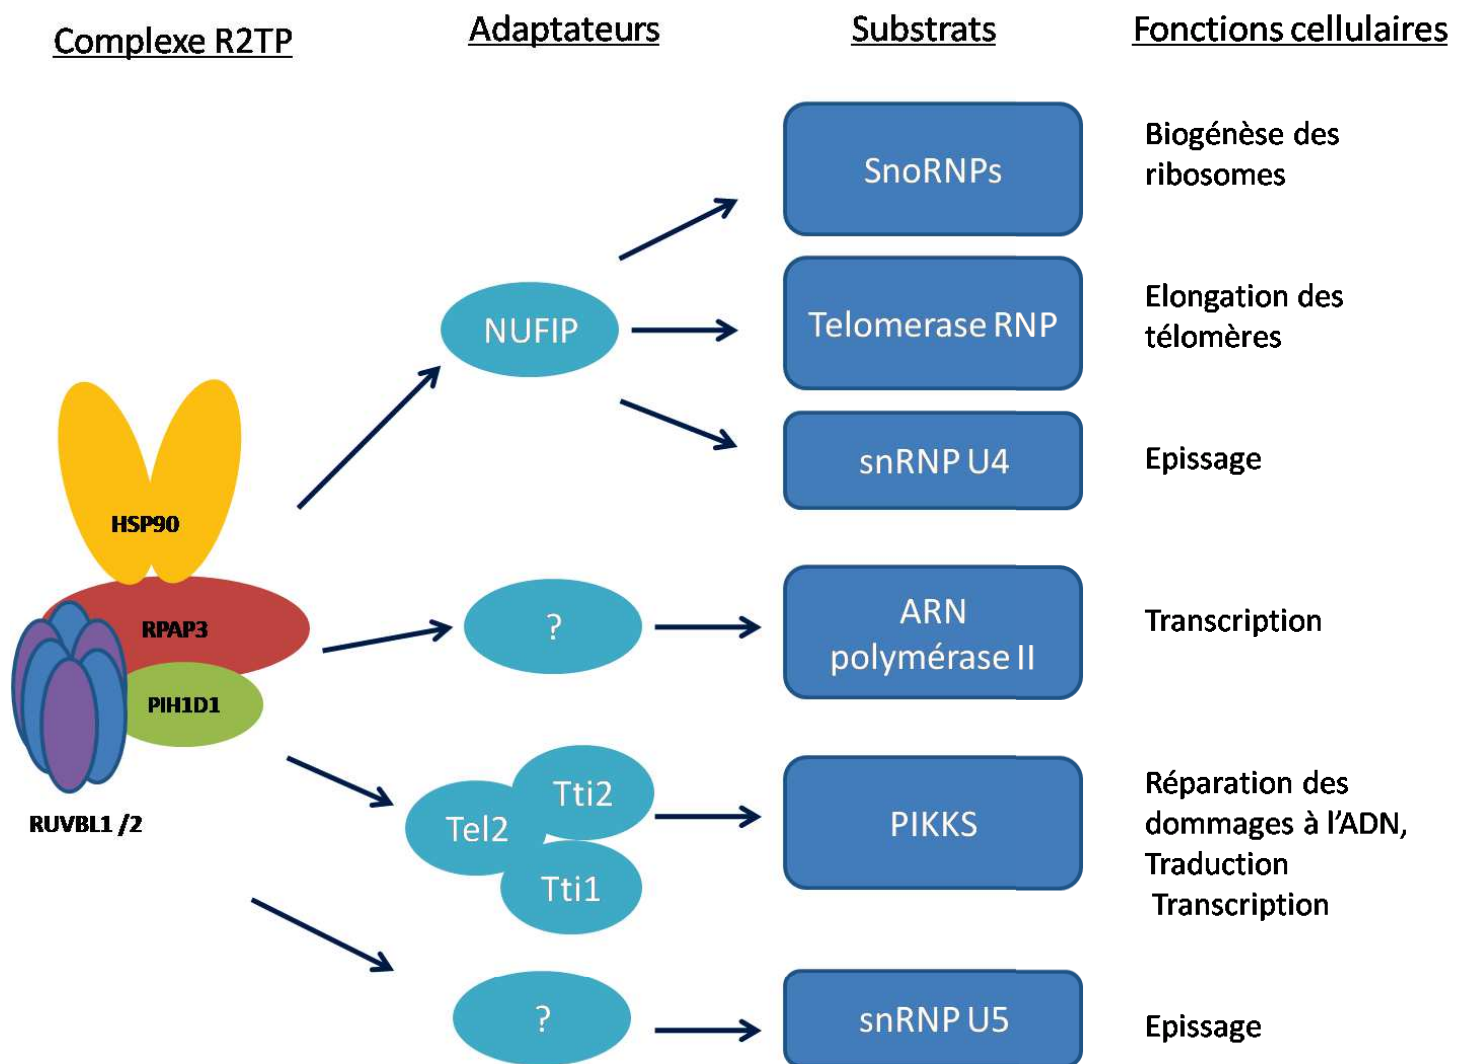 Complexe R2TP
Adaptateurs
Substrats
Fonctions cellulaires
HSP90
RPAP3
PIH1D1
RUVBL1 /2
NUFIP
SnoRNPs
Biogénèse des
ribosomes
Telomerase RNP
Elongation des
télomères
snRNP U4
Epissage
?
ARN
polymérase II
Transcription
Tti2
Tel2
Tti1
PIKKS
Réparation des
dommages à l’ADN,
Traduction
Transcription
?
snRNP U5
Epissage